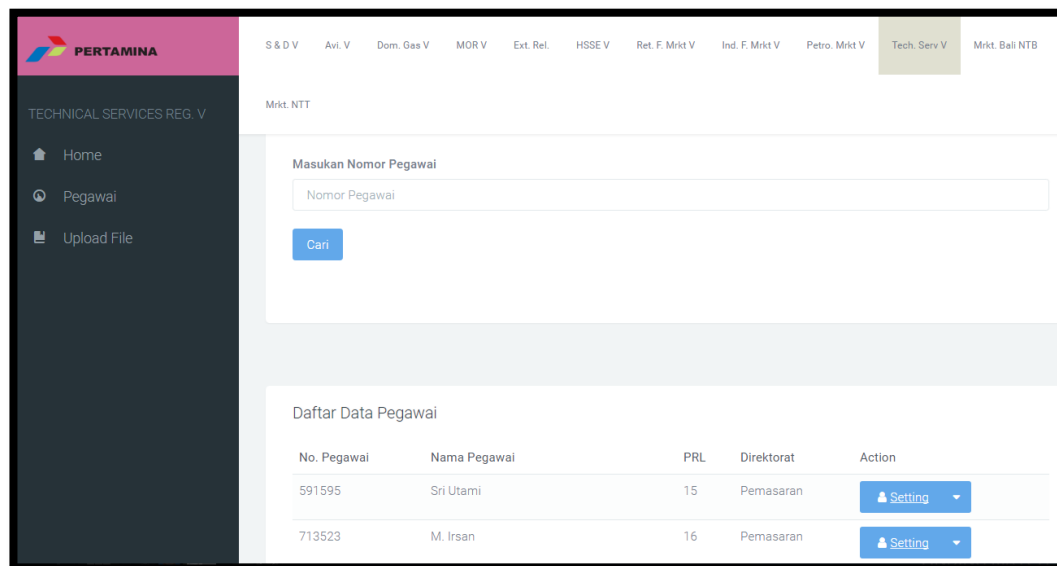 PERTAMINA
S & D V Avi. V Dom. Gas V MOR V Ext. Rel. HSSE V Ret. F. Mrkt V Ind. F. Mrkt V Petro. Mrkt V Tech. Serv V Mrkt. Bali NTB
Mrkt. NTT
TECHNICAL SERVICES REG. V
Home
Pegawai
Upload File
Masukan Nomor Pegawai
Nomor Pegawai
Cari
Daftar Data Pegawai
No. Pegawai Nama Pegawai PRL Direktorat Action
591595 Sri Utami 15 Pemasaran Setting
713523 M. Irsan 16 Pemasaran Setting